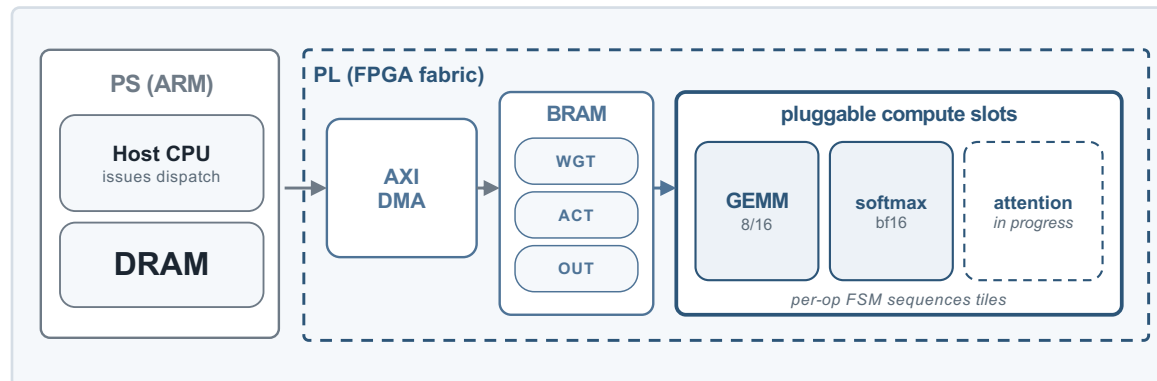 PS (ARM)
Host CPU
issues dispatch
DRAM
PL (FPGA fabric)
AXI
DMA
BRAM
WGT
ACT
OUT
pluggable compute slots
GEMM
8/16
softmax
bf16
attention
in progress
per-op FSM sequences tiles